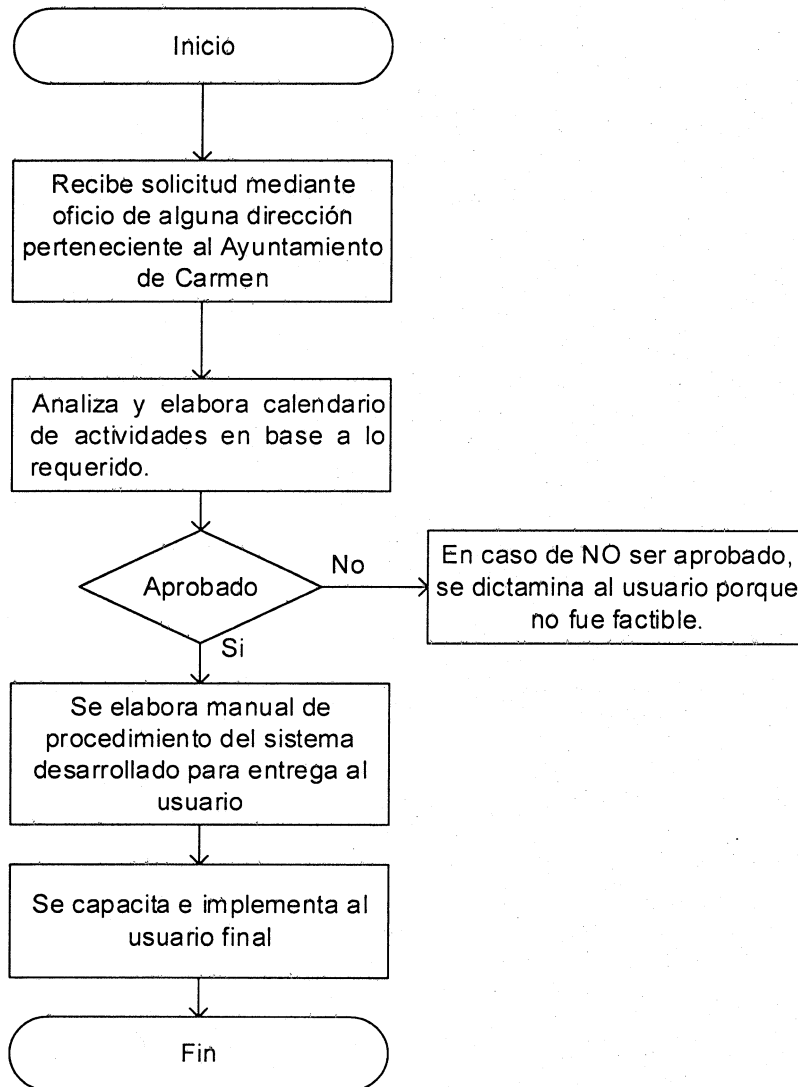 Inicio
Recibe solicitud mediante
oficio de alguna dirección
perteneciente al Ayuntamiento
de Carmen
Analiza y elabora calendario
de actividades en base a lo
requerido.
Aprobado
No
En caso de NO ser aprobado,
se dictamina al usuario porque
no fue factible.
Si
Se elabora manual de
procedimiento del sistema
desarrollado para entrega al
usuario
Se capacita e implementa al
usuario final
Fin